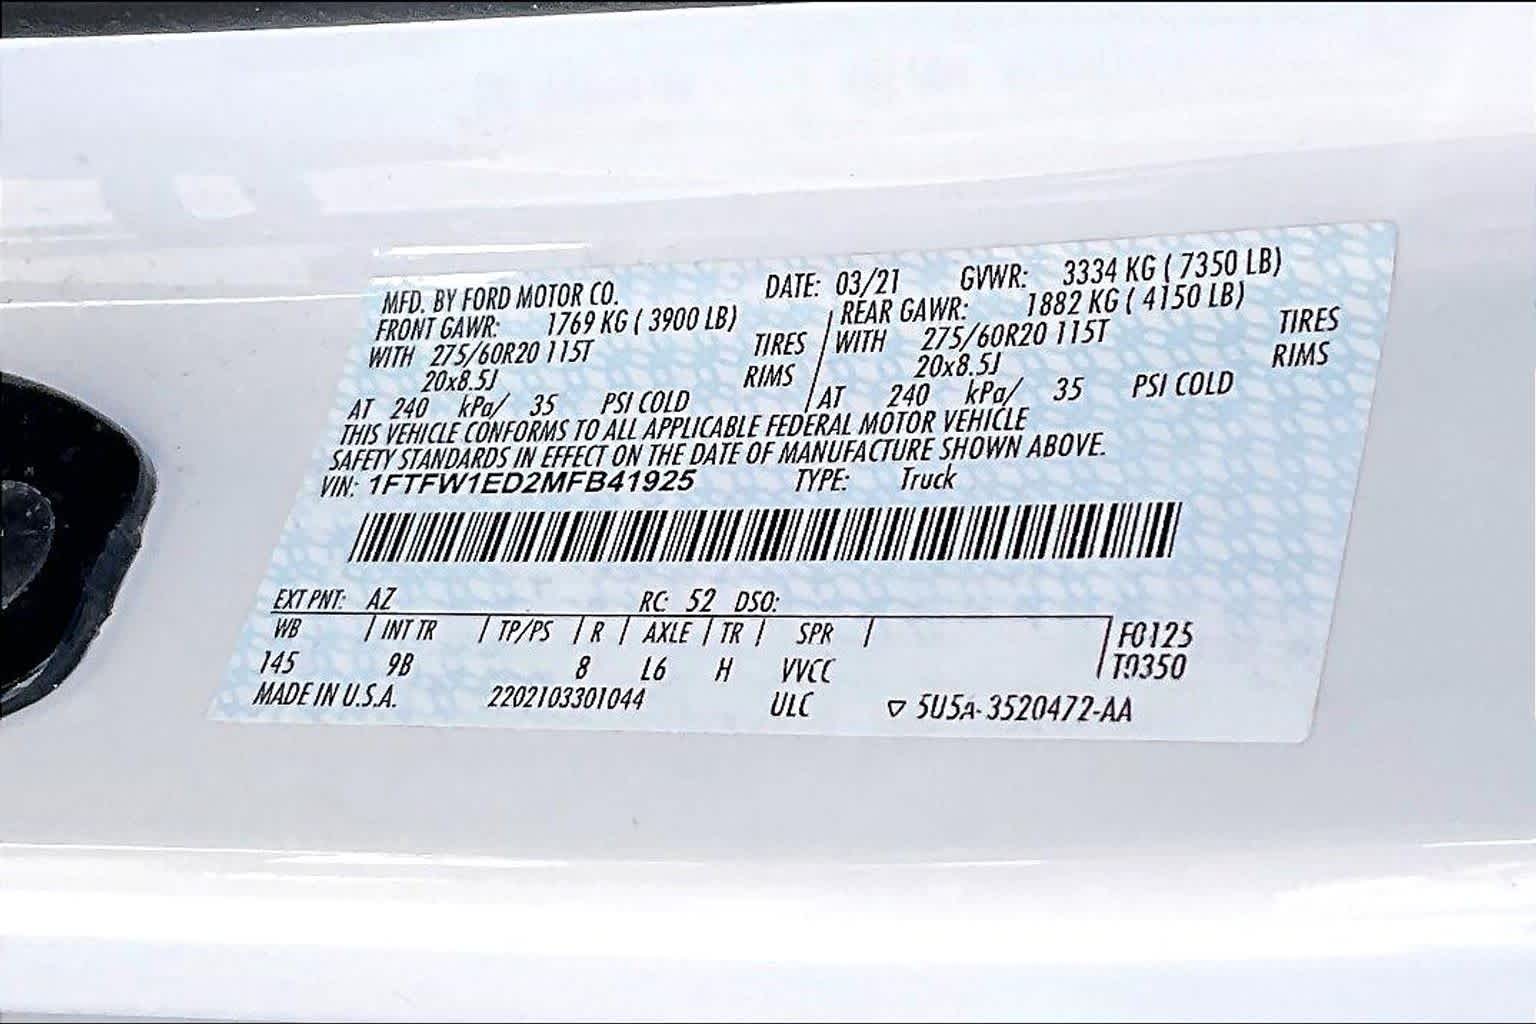 MFD. BY FORD MOTOR CO. DATE: 03/21 GVWR: 3334 KG ( 7350 LB)
FRONT GAWR: 1769 KG ( 3900 LB) REAR GAWR: 1882 KG ( 4150 LB)
WITH 275/60R20 115T TIRES WITH 275/60R20 115T TIRES
20x8.5J RIMS 20x8.5J RIMS
AT 240 kPa/ 35 PSI COLD AT 240 kPa/ 35 PSI COLD
THIS VEHICLE CONFORMS TO ALL APPLICABLE FEDERAL MOTOR VEHICLE
SAFETY STANDARDS IN EFFECT ON THE DATE OF MANUFACTURE SHOWN ABOVE.
VIN: 1FTFW1ED2MFB41925 TYPE: Truck
EXT PNT: AZ RC: 52 DSO:
WB INT TR TP/PS R AXLE TR SPR F0125
145 9B 8 L6 H VVCC T0350
MADE IN U.S.A. 2202103301044 ULC ▽ 5U5A-3520472-AA